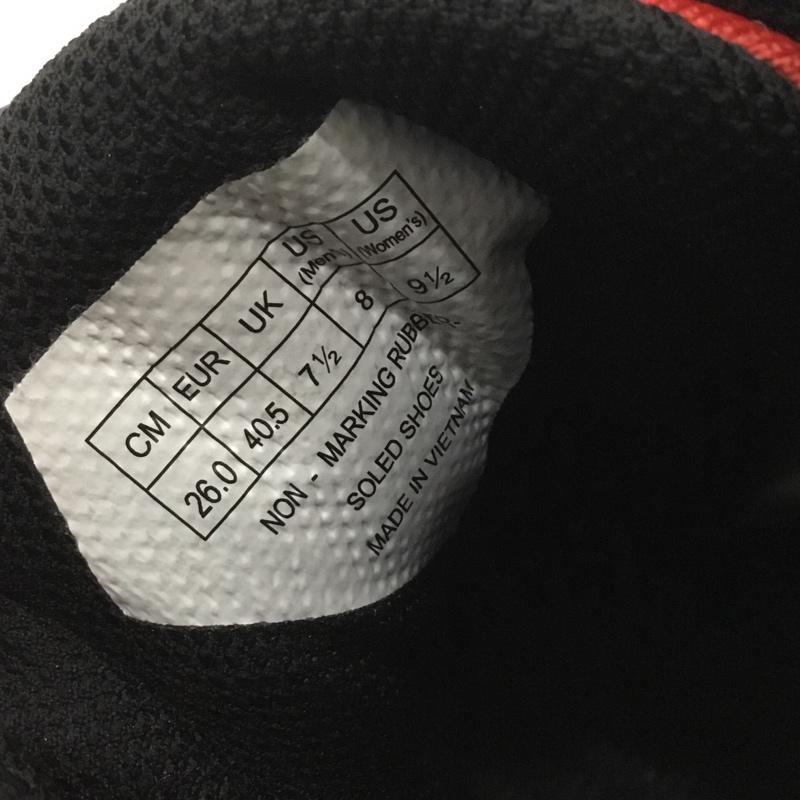 CM EUR UK US (Men's) US (Women's)
26.0 40.5 7½ 8 9½
NON - MARKING RUBBER
SOLED SHOES
MADE IN VIETNAM